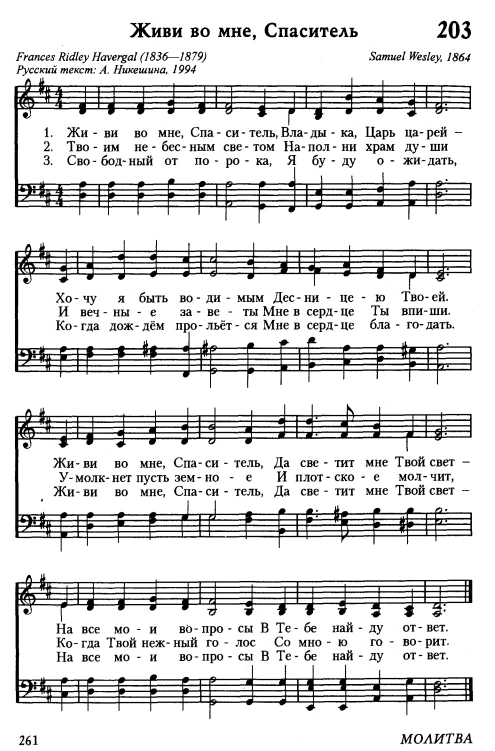 Живи во мне, Спаситель 203
Frances Ridley Havergal (1836—1879) Samuel Wesley, 1864
Русский текст: А. Никешина, 1994
1. Жи - ви во мне, Спа - си - тель, Вла - ды - ка, Царь ца - рей –
2. Тво - им не - бес - ным све - том На - пол - ни храм ду - ши
3. Сво - бод - ный от по - ро - ка, Я бу - ду о - жи - дать,
Хо - чу я быть во - ди - мым Дес - ни - це - ю Тво - ей.
И веч - ны - е за - ве - ты Мне в серд - це Ты впи - ши.
Ко - гда дож - дём про - льёт - ся Мне в серд - це бла - го - дать.
Жи - ви во мне, Спа - си - тель, Да све - тит мне Твой свет –
У - молк - нет пусть зем - но - е И плот - ско - е мол - чит,
Жи - ви во мне, Спа - си - тель, Да све - тит мне Твой свет –
На все мо - и во - про - сы В Те - бе най - ду от - вет.
Ко - гда Твой неж - ный го - лос Со мно - ю го - во - рит.
На все мо - и во - про - сы В Те - бе най - ду от - вет.
261 МОЛИТВА